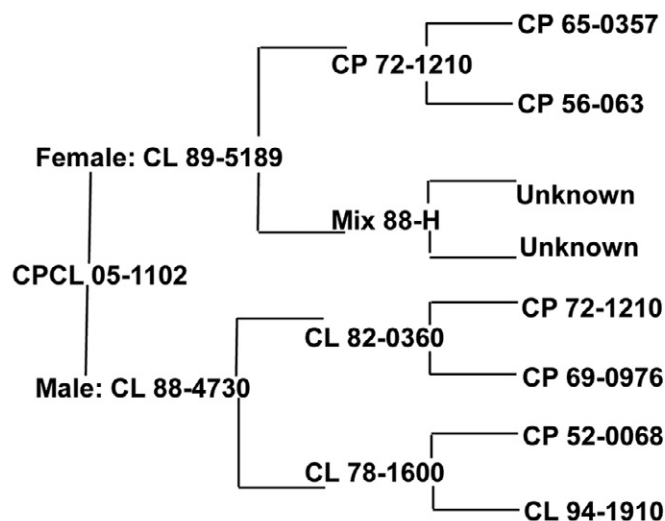 CP 65-0357
CP 72-1210
CP 56-063
Female: CL 89-5189
Unknown
Mix 88-H
Unknown
CPCL 05-1102
CP 72-1210
CL 82-0360
CP 69-0976
Male: CL 88-4730
CP 52-0068
CL 78-1600
CL 94-1910